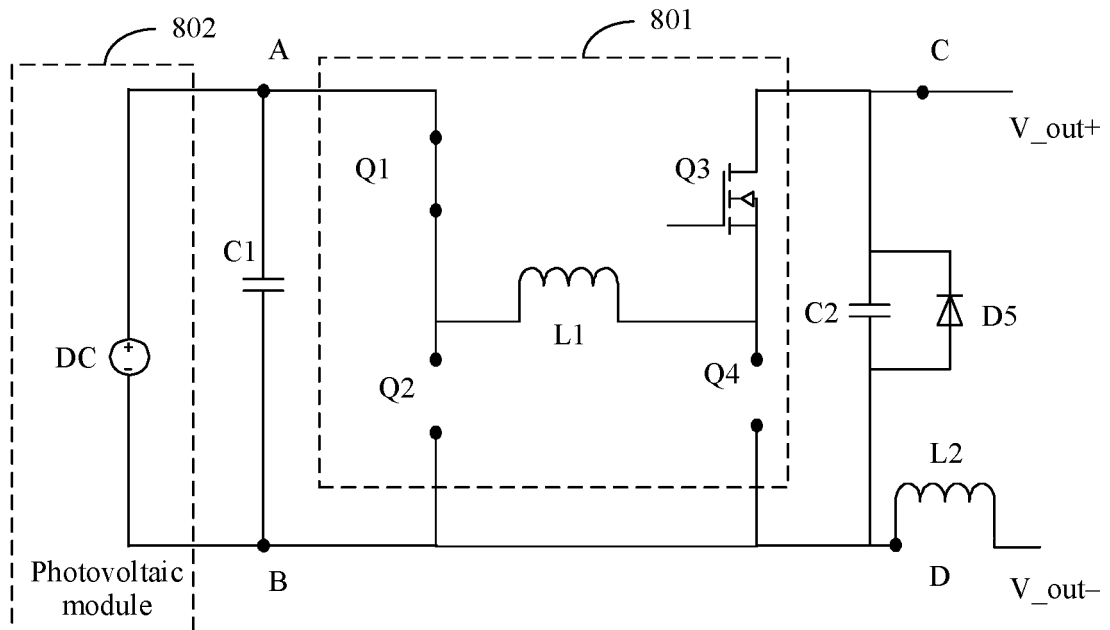 802
801
A
C
V_out+
Q1
Q3
C1
L1
C2
D5
DC
+
-
Q2
Q4
L2
B
D
V_out–
Photovoltaic
module